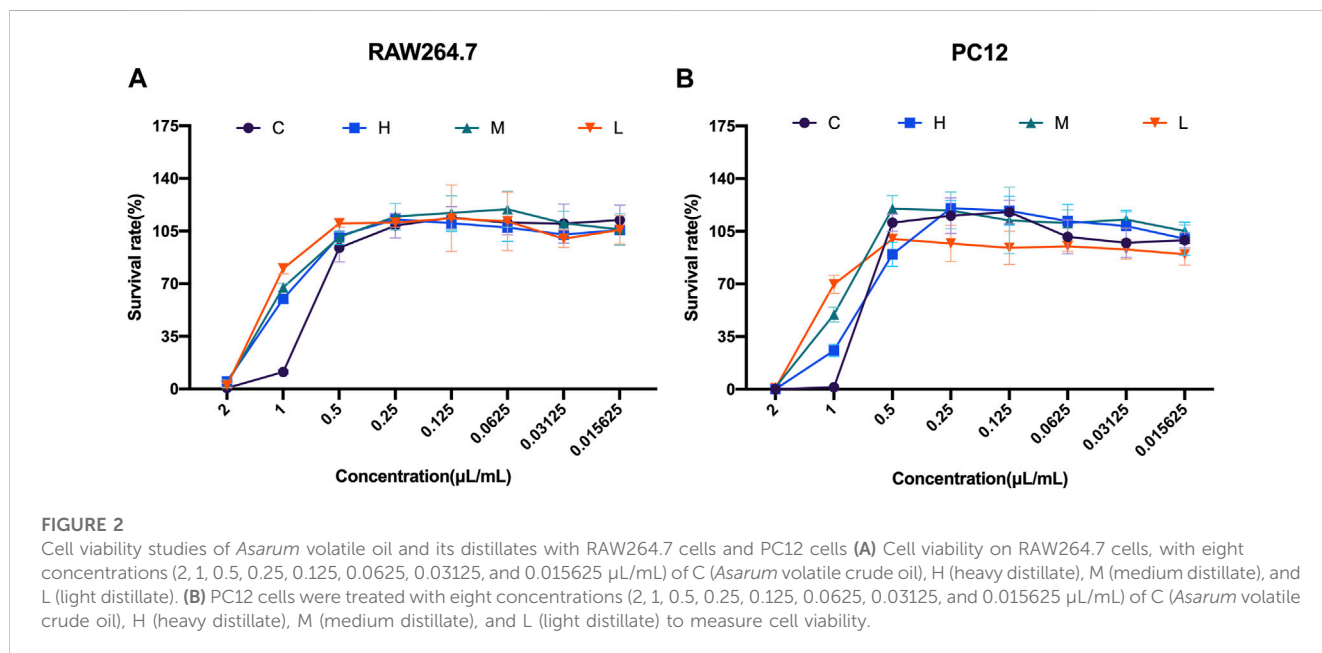 RAW264.7
PC12
A
B
C H M L
C H M L
175
140
105
70
35
0
Survival rate(%)
2 1 0.5 0.25 0.125 0.0625 0.03125 0.015625
Concentration(µL/mL)
175
140
105
70
35
0
Survival rate(%)
2 1 0.5 0.25 0.125 0.0625 0.03125 0.015625
Concentration(µL/mL)
FIGURE 2
Cell viability studies of Asarum volatile oil and its distillates with RAW264.7 cells and PC12 cells (A) Cell viability on RAW264.7 cells, with eight
concentrations (2, 1, 0.5, 0.25, 0.125, 0.0625, 0.03125, and 0.015625 µL/mL) of C (Asarum volatile crude oil), H (heavy distillate), M (medium distillate), and
L (light distillate). (B) PC12 cells were treated with eight concentrations (2, 1, 0.5, 0.25, 0.125, 0.0625, 0.03125, and 0.015625 µL/mL) of C (Asarum volatile
crude oil), H (heavy distillate), M (medium distillate), and L (light distillate) to measure cell viability.